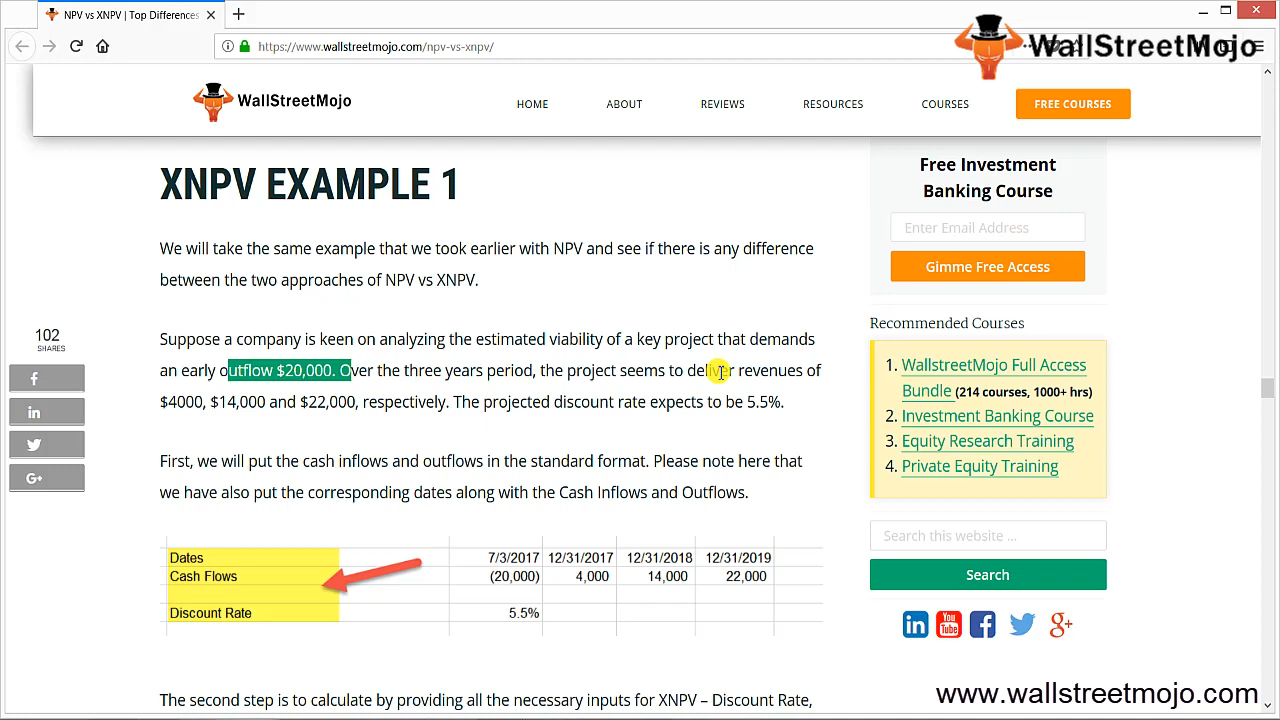 NPV vs XNPV | Top Differences
https://www.wallstreetmojo.com/npv-vs-xnpv/
WallStreetMojo
WallStreetMojo
HOME
ABOUT
REVIEWS
RESOURCES
COURSES
FREE COURSES
XNPV EXAMPLE 1
We will take the same example that we took earlier with NPV and see if there is any difference
between the two approaches of NPV vs XNPV.
Suppose a company is keen on analyzing the estimated viability of a key project that demands
an early outflow $20,000. Over the three years period, the project seems to deliver revenues of
$4000, $14,000 and $22,000, respectively. The projected discount rate expects to be 5.5%.
First, we will put the cash inflows and outflows in the standard format. Please note here that
we have also put the corresponding dates along with the Cash Inflows and Outflows.
Dates 7/3/2017 12/31/2017 12/31/2018 12/31/2019
Cash Flows (20,000) 4,000 14,000 22,000
Discount Rate 5.5%
The second step is to calculate by providing all the necessary inputs for XNPV – Discount Rate,
102
SHARES
f
in
G+
Free Investment
Banking Course
Enter Email Address
Gimme Free Access
Recommended Courses
1. WallstreetMojo Full Access
Bundle (214 courses, 1000+ hrs)
2. Investment Banking Course
3. Equity Research Training
4. Private Equity Training
Search this website ...
Search
in
You
Tube
f
g+
www.wallstreetmojo.com